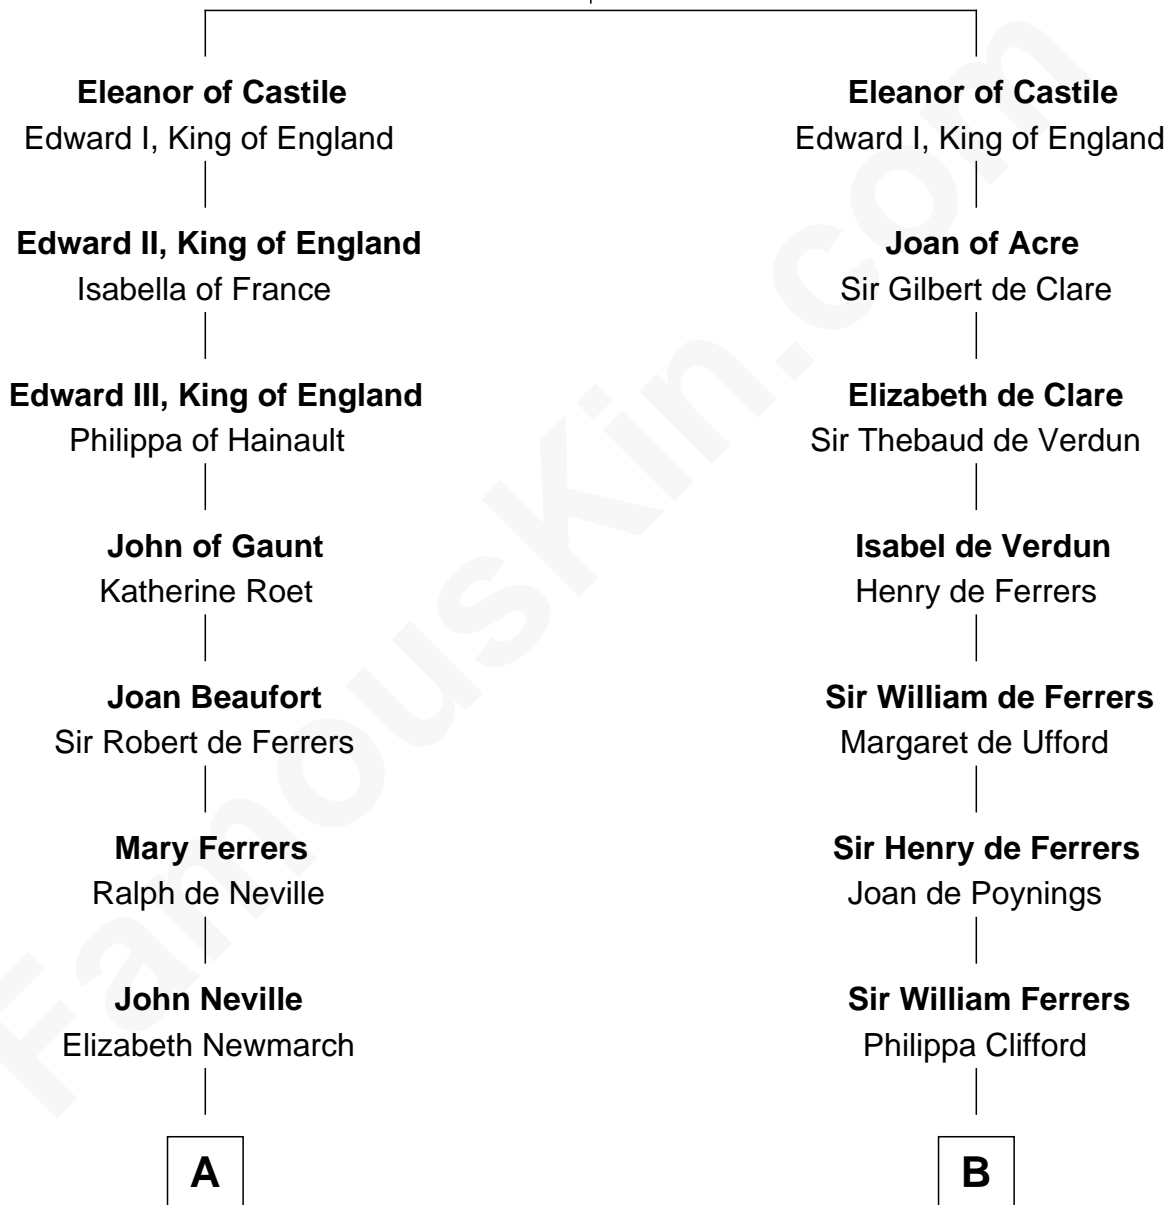 Eleanor of Castile
Edward I, King of England
Edward II, King of England
Isabella of France
Edward III, King of England
Philippa of Hainault
John of Gaunt
Katherine Roet
Joan Beaufort
Sir Robert de Ferrers
Mary Ferrers
Ralph de Neville
John Neville
Elizabeth Newmarch
A
Eleanor of Castile
Edward I, King of England
Joan of Acre
Sir Gilbert de Clare
Elizabeth de Clare
Sir Thebaud de Verdun
Isabel de Verdun
Henry de Ferrers
Sir William de Ferrers
Margaret de Ufford
Sir Henry de Ferrers
Joan de Poynings
Sir William Ferrers
Philippa Clifford
B
FamousKin.com